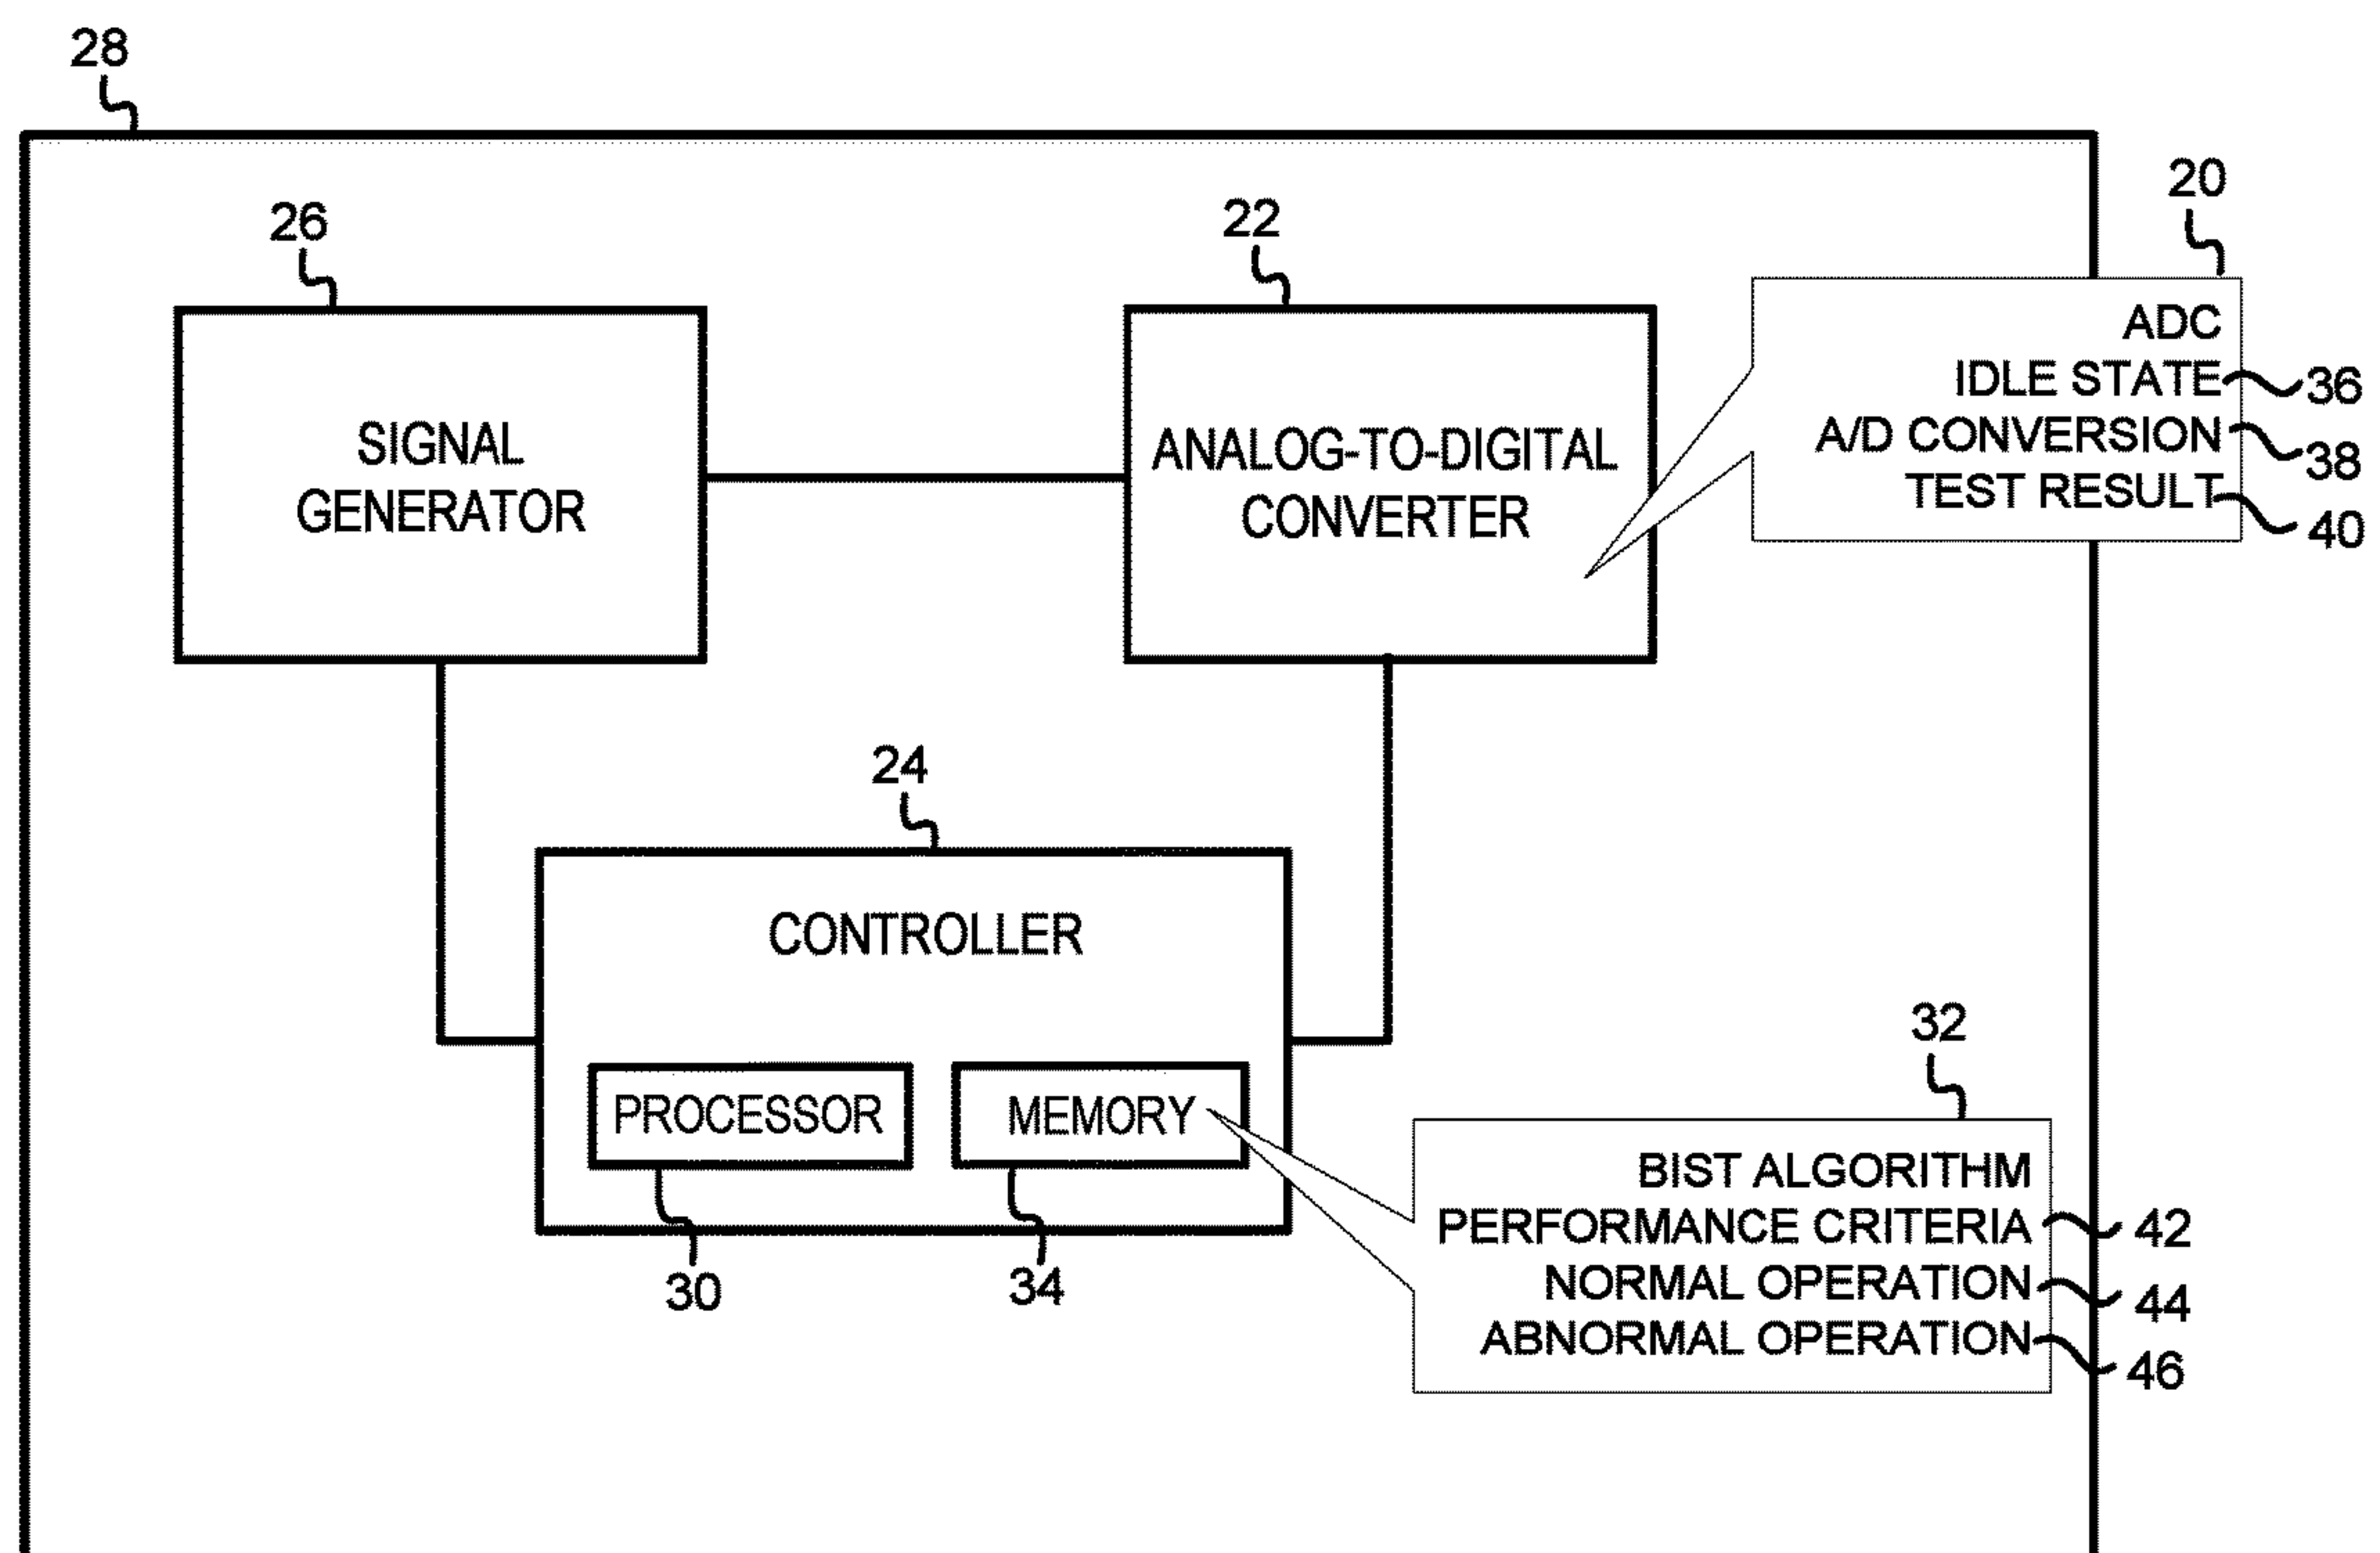 28
20
26
22
ADC
IDLE STATE 36
A/D CONVERSION 38
TEST RESULT 40
SIGNAL
GENERATOR
ANALOG-TO-DIGITAL
CONVERTER
24
CONTROLLER
PROCESSOR
MEMORY
30
34
32
BIST ALGORITHM
PERFORMANCE CRITERIA 42
NORMAL OPERATION 44
ABNORMAL OPERATION 46